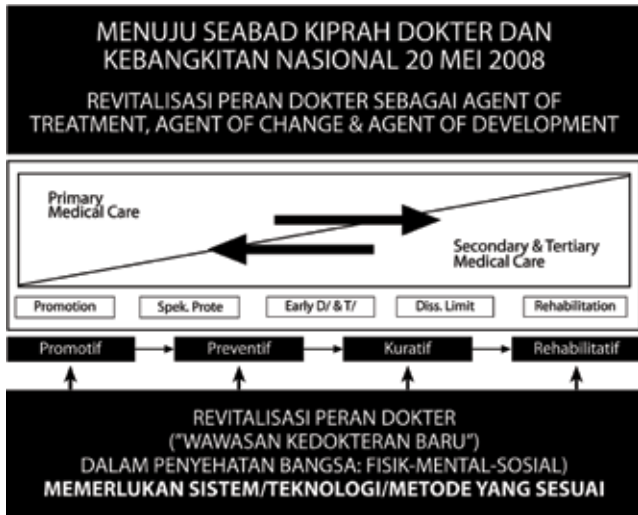 MENUJU SEABAD KIPRAH DOKTER DAN
KEBANGKITAN NASIONAL 20 MEI 2008
REVITALISASI PERAN DOKTER SEBAGAI AGENT OF
TREATMENT, AGENT OF CHANGE & AGENT OF DEVELOPMENT
Primary
Medical Care
Secondary & Tertiary
Medical Care
Promotion
Spek. Prote
Early D/ & T/
Diss. Limit
Rehabilitation
Promotif
Preventif
Kuratif
Rehabilitatif
REVITALISASI PERAN DOKTER
("WAWASAN KEDOKTERAN BARU")
DALAM PENYEHATAN BANGSA: FISIK-MENTAL-SOSIAL)
MEMERLUKAN SISTEM/TEKNOLOGI/METODE YANG SESUAI